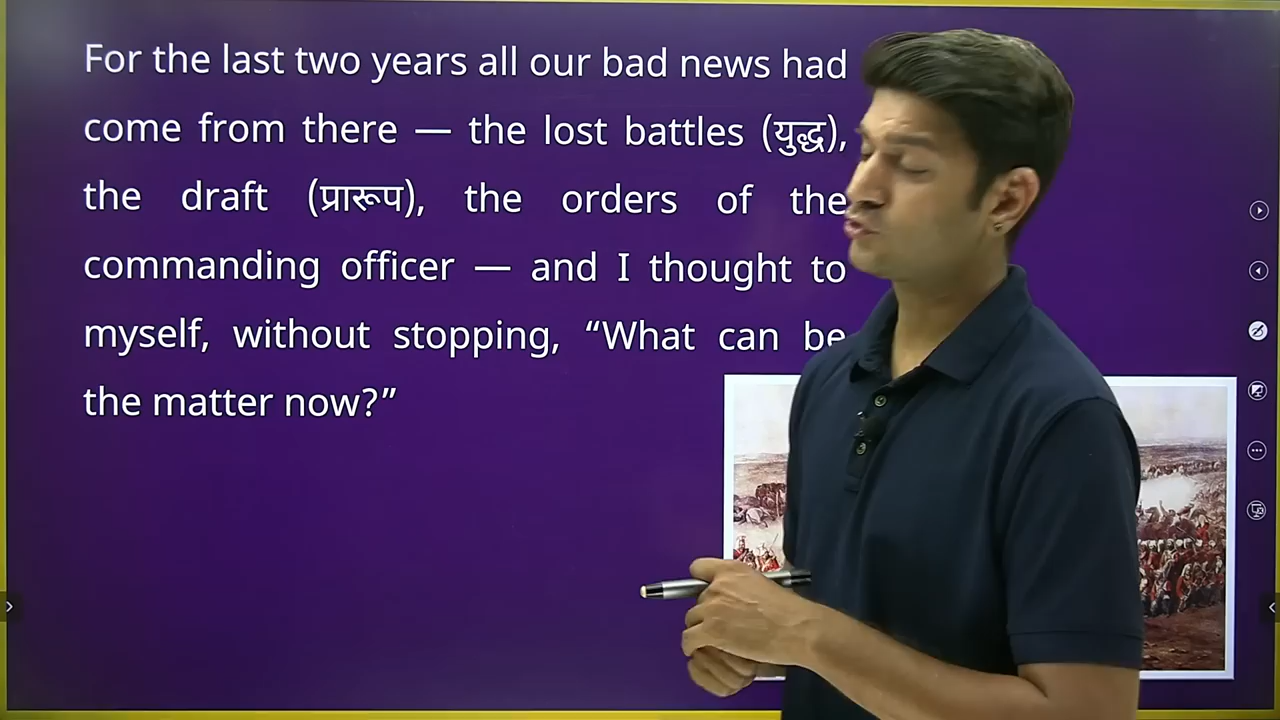 For the last two years all our bad news had
come from there — the lost battles (युद्ध),
the draft (प्रारूप), the orders of the
commanding officer — and I thought to
myself, without stopping, “What can be
the matter now?”